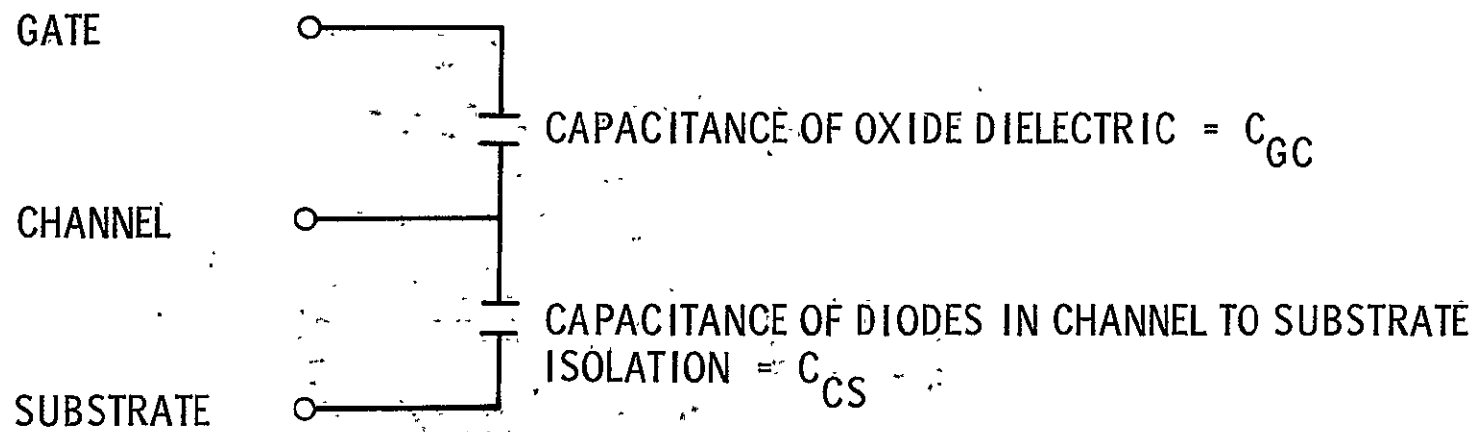 GATE
CAPACITANCE OF OXIDE DIELECTRIC = C_GC
CHANNEL
CAPACITANCE OF DIODES IN CHANNEL TO SUBSTRATE
ISOLATION = C_CS
SUBSTRATE